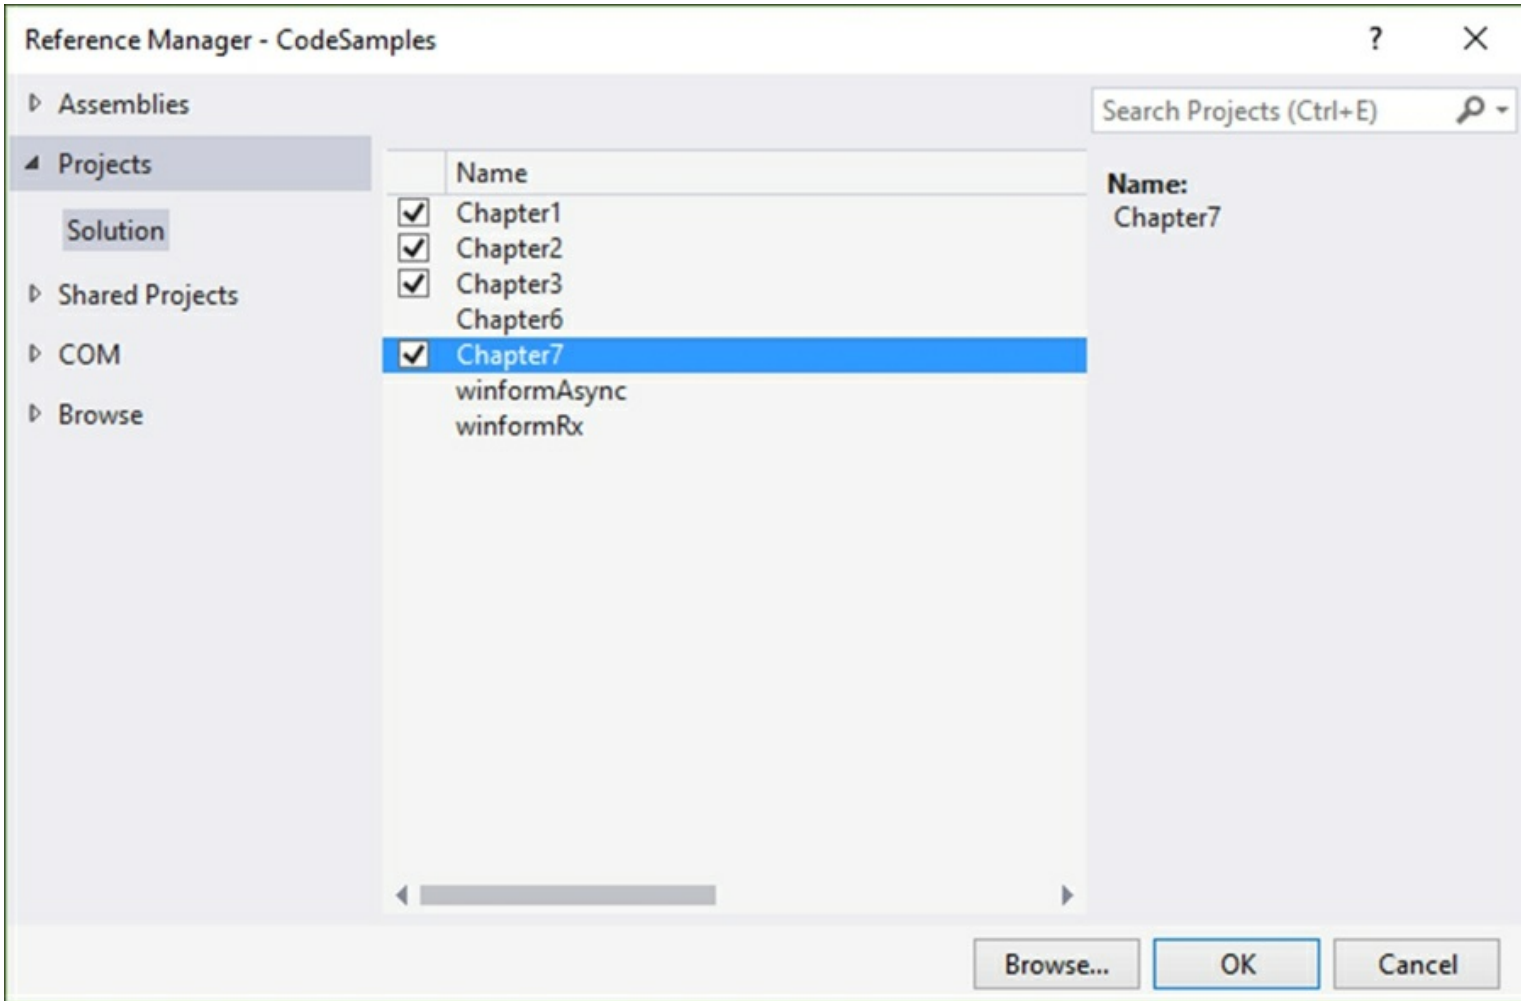 Reference Manager - CodeSamples
?
Assemblies
Projects
Solution
Shared Projects
COM
Browse
Name
Chapter1
Chapter2
Chapter3
Chapter6
Chapter7
winformAsync
winformRx
Search Projects (Ctrl+E)
Name:
Chapter7
Browse...
OK
Cancel